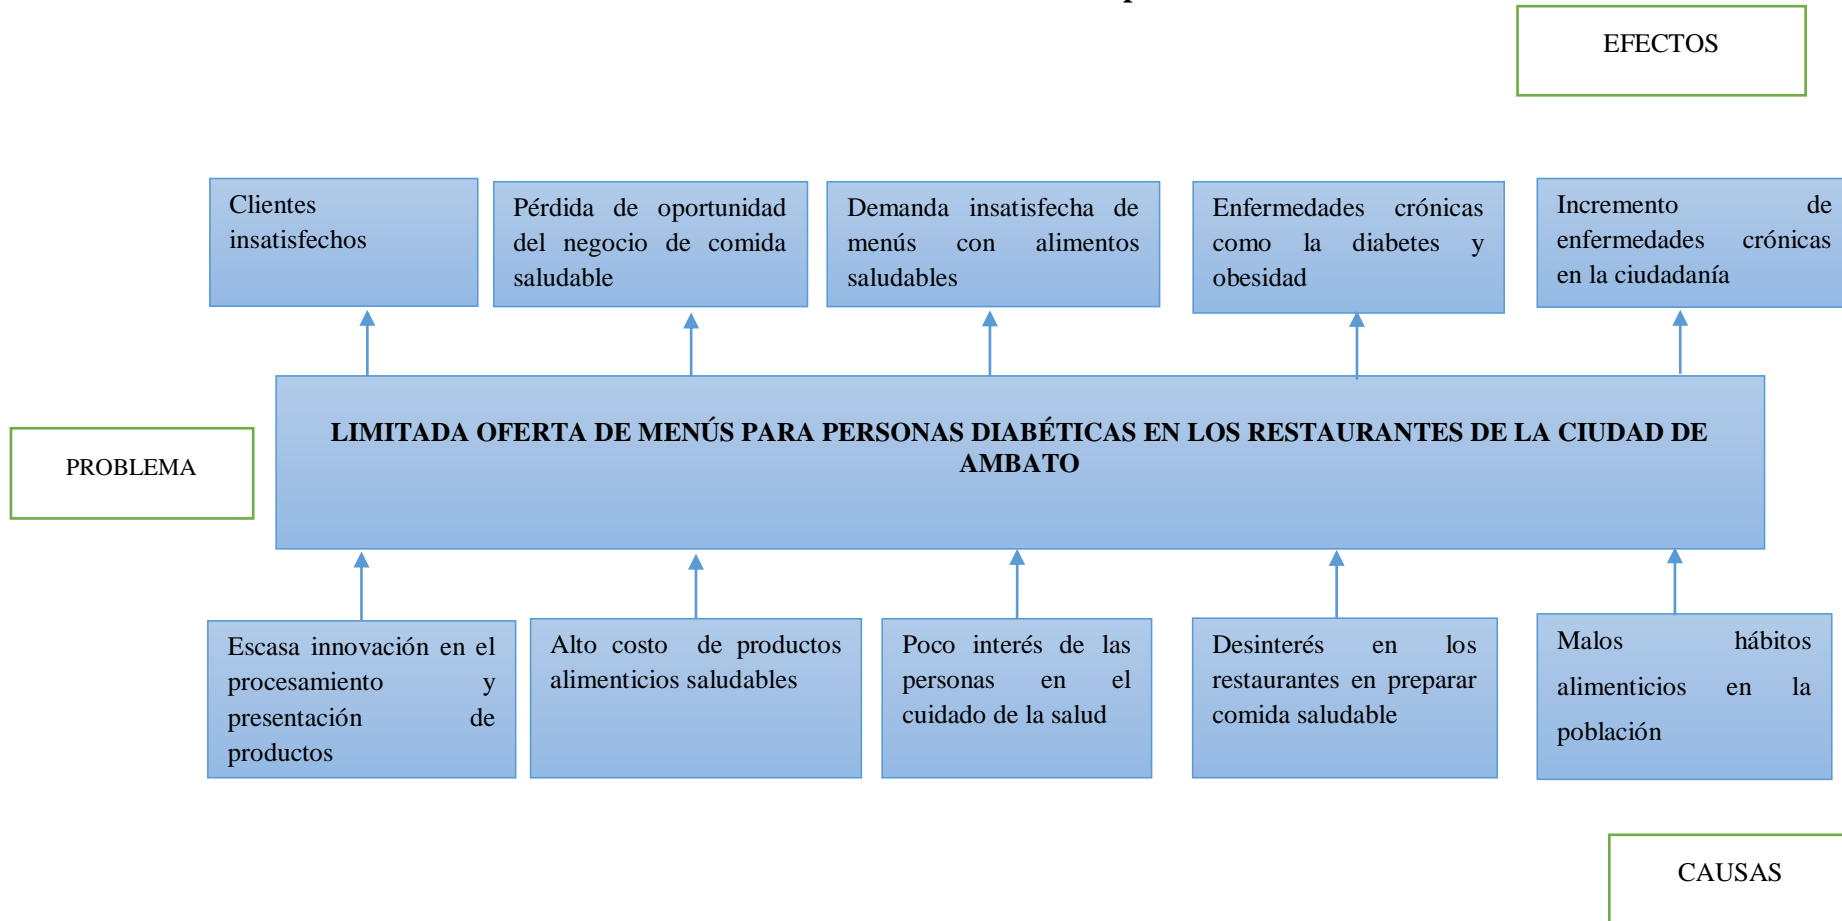 EFECTOS
Clientes
insatisfechos
Pérdida de oportunidad
del negocio de comida
saludable
Demanda insatisfecha de
menús con alimentos
saludables
Enfermedades crónicas
como la diabetes y
obesidad
Incremento de
enfermedades crónicas
en la ciudadanía
PROBLEMA
LIMITADA OFERTA DE MENÚS PARA PERSONAS DIABÉTICAS EN LOS RESTAURANTES DE LA CIUDAD DE
AMBATO
Escasa innovación en el
procesamiento y
presentación de
productos
Alto costo de productos
alimenticios saludables
Poco interés de las
personas en el
cuidado de la salud
Desinterés en los
restaurantes en preparar
comida saludable
Malos hábitos
alimenticios en la
población
CAUSAS